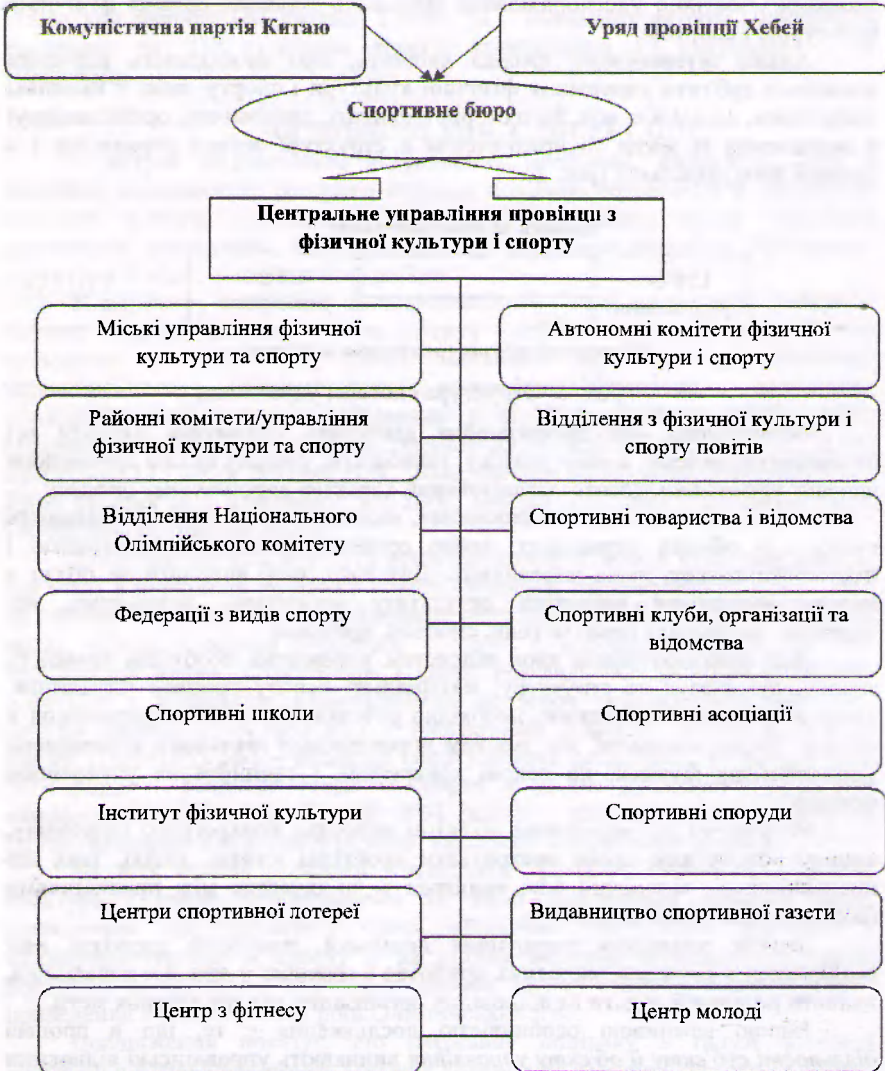 Комуністична партія Китаю
Уряд провінції Хебей
Спортивне бюро
Центральне управління провінції з
фізичної культури і спорту
Міські управління фізичної
культури та спорту
Автономні комітети фізичної
культури і спорту
Районні комітети/управління
фізичної культури та спорту
Відділення з фізичної культури і
спорту повітів
Відділення Національного
Олімпійського комітету
Спортивні товариства і відомства
Федерації з видів спорту
Спортивні клуби, організації та
відомства
Спортивні школи
Спортивні асоціації
Інститут фізичної культури
Спортивні споруди
Центри спортивної лотереї
Видавництво спортивної газети
Центр з фітнесу
Центр молоді